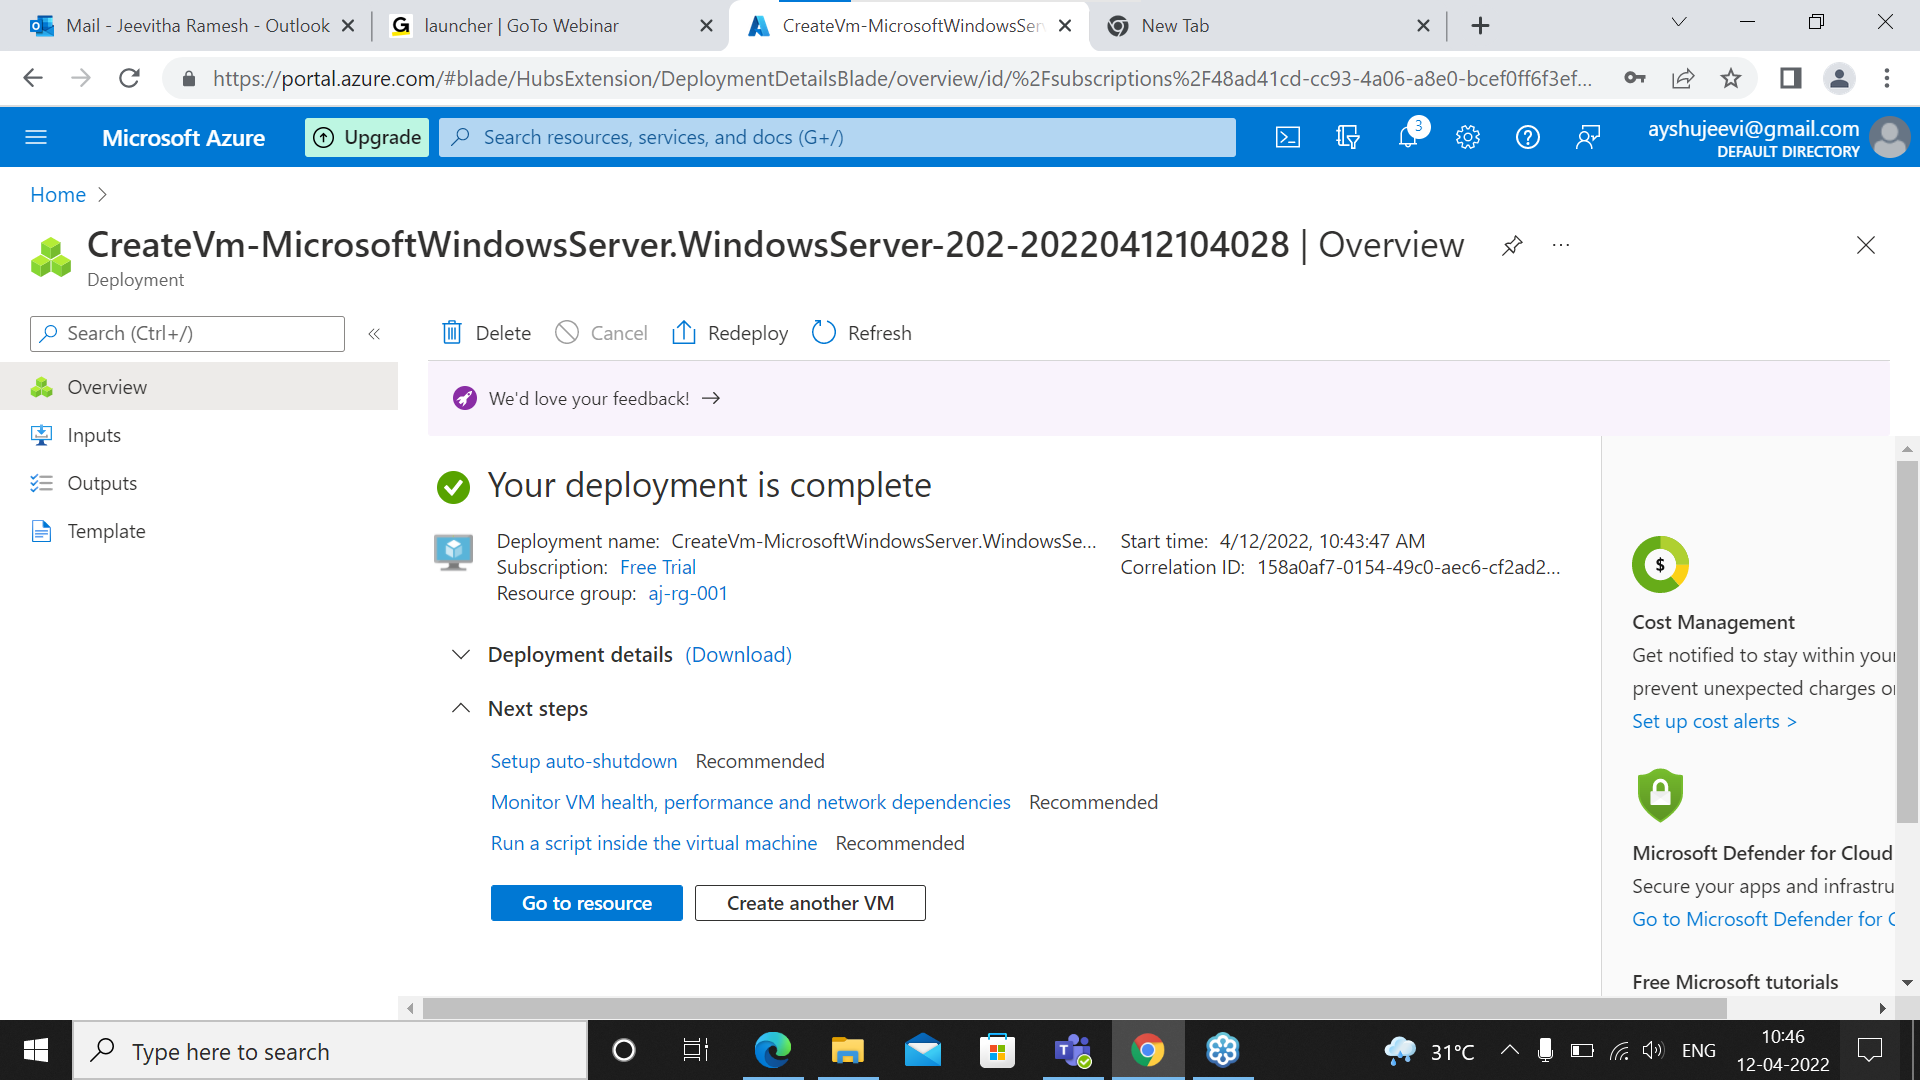 Mail - Jeevitha Ramesh - Outlook
launcher | GoTo Webinar
CreateVm-MicrosoftWindowsSer
New Tab
https://portal.azure.com/#blade/HubsExtension/DeploymentDetailsBlade/overview/id/%2Fsubscriptions%2F48ad41cd-cc93-4a06-a8e0-bcef0ff6f3ef...
Microsoft Azure
Upgrade
Search resources, services, and docs (G+/)
3
ayshujeevi@gmail.com
DEFAULT DIRECTORY
Home
CreateVm-MicrosoftWindowsServer.WindowsServer-202-20220412104028 | Overview
Deployment
Search (Ctrl+/)
Delete
Cancel
Redeploy
Refresh
Overview
Inputs
Outputs
Template
We'd love your feedback!
Your deployment is complete
Deployment name: CreateVm-MicrosoftWindowsServer.WindowsSe...
Subscription: Free Trial
Resource group: aj-rg-001
Start time: 4/12/2022, 10:43:47 AM
Correlation ID: 158a0af7-0154-49c0-aec6-cf2ad2...
Deployment details (Download)
Next steps
Setup auto-shutdown Recommended
Monitor VM health, performance and network dependencies Recommended
Run a script inside the virtual machine Recommended
Go to resource
Create another VM
$
Cost Management
Get notified to stay within your
prevent unexpected charges or
Set up cost alerts >
Microsoft Defender for Cloud
Secure your apps and infrastru
Go to Microsoft Defender for C
Free Microsoft tutorials
Type here to search
31°C
ENG
10:46
12-04-2022